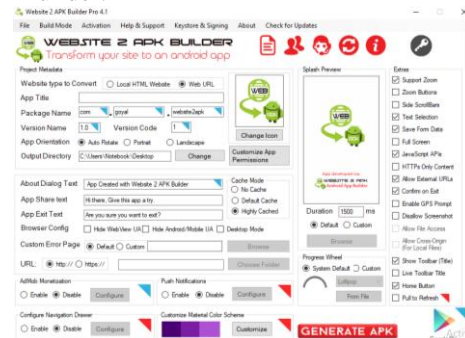 Website 2 APK Builder Pro 4.1
File Build Mode Activation Help & Support Keystore & Signing About Check for Updates
WEBSITE 2 APK BUILDER
Transform your site to an android app
Project Metadata
Website type to Convert Local HTML Website Web URL
App Title
Package Name com . goyal . website2apk
Version Name 1.0 Version Code 1
App Orientation Auto Rotate Portrait Landscape
Output Directory C:\Users\Notebook\Desktop Change
Change Icon
Customize App Permissions
About Dialog Text App Created with Website 2 APK Builder
App Share text Hi there, Give this app a try
App Exit Text Are you sure you want to exit?
Browser Config Hide WebView UA Hide Android/Mobile UA Desktop Mode
Custom Error Page Default Custom Browse
URL: http:// https:// Choose Folder
Cache Mode
No Cache
Default Cache
Highly Cached
AdMob Monetization
Enable Disable Configure
Push Notifications
Enable Disable Configure
Configure Navigation Drawer
Enable Disable Configure
Customize Material Color Scheme
Customize
Splash Preview
WEB
WEBSITE 2 APK
Android App Builder
Duration 1500 ms
Default Custom
Browse
Progress Wheel
System Default Custom
Lollipop
From File
GENERATE APK
Extras
Support Zoom
Zoom Buttons
Side ScrollBars
Text Selection
Save Form Data
Full Screen
JavaScript APIs
HTTPs Only Content
Allow External URLs
Confirm on Exit
Enable GPS Prompt
Disallow Screenshot
Allow File Access
Allow Cross-Origin
(For Local Files)
Show Toolbar (Title)
Live Toolbar Title
Home Button
Pull to Refresh